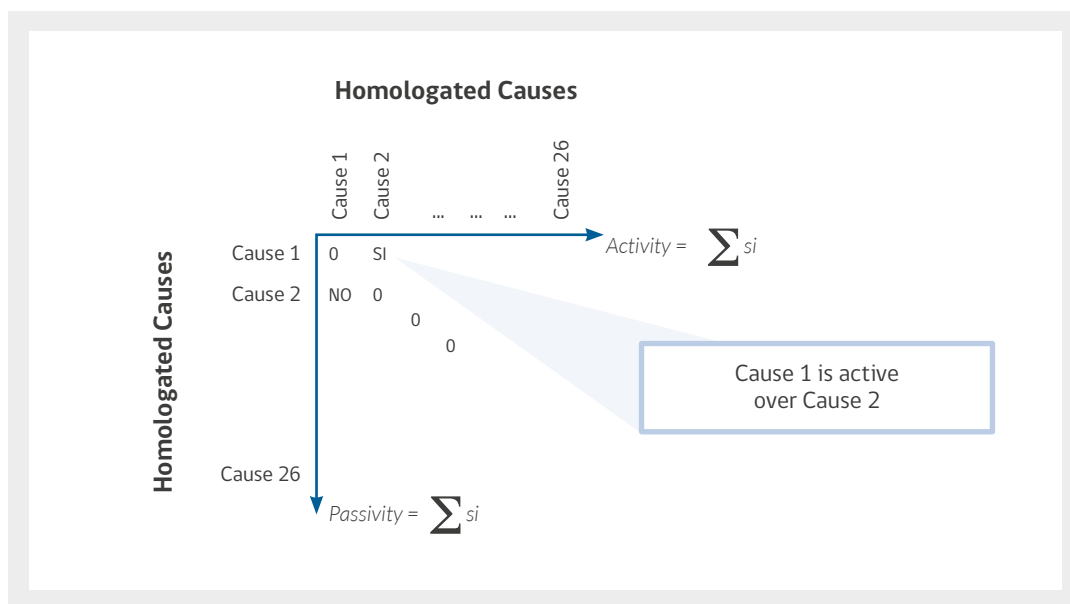 Homologated Causes
Cause 1
Cause 2
... ... ...
Cause 26
Homologated Causes
Activity = ∑ si
Cause 1 0 SI
Cause 2 NO 0
0
0
Cause 1 is active
over Cause 2
Cause 26
Passivity = ∑ si